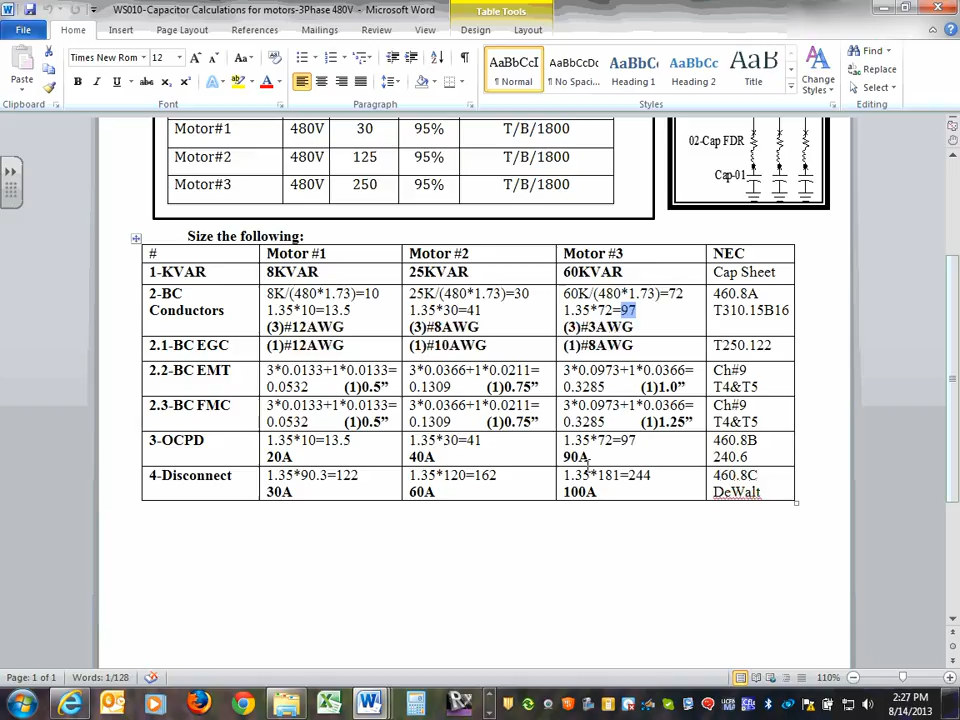 WS010-Capacitor Calculations for motors-3Phase 480V - Microsoft Word
Table Tools
File Home Insert Page Layout References Mailings Review View Design Layout
Paste
Times New Rom 12
AaBbCcI AaBbCcDc AaBbC AaBbCc AaB
¶ Normal ¶ No Spaci... Heading 1 Heading 2 Title
Change
Styles
Find
Replace
Select
Clipboard Font Paragraph Styles Editing
Motor#1 480V 30 95% T/B/1800
Motor#2 480V 125 95% T/B/1800
Motor#3 480V 250 95% T/B/1800
02-Cap FDR
Cap-01
Size the following:
# Motor #1 Motor #2 Motor #3 NEC
1-KVAR 8KVAR 25KVAR 60KVAR Cap Sheet
2-BC 8K/(480*1.73)=10 25K/(480*1.73)=30 60K/(480*1.73)=72 460.8A
Conductors 1.35*10=13.5 1.35*30=41 1.35*72=97 T310.15B16
(3)#12AWG (3)#8AWG (3)#3AWG
2.1-BC EGC (1)#12AWG (1)#10AWG (1)#8AWG T250.122
2.2-BC EMT 3*0.0133+1*0.0133= 3*0.0366+1*0.0211= 3*0.0973+1*0.0366= Ch#9
0.0532 (1)0.5” 0.1309 (1)0.75” 0.3285 (1)1.0” T4&T5
2.3-BC FMC 3*0.0133+1*0.0133= 3*0.0366+1*0.0211= 3*0.0973+1*0.0366= Ch#9
0.0532 (1)0.5” 0.1309 (1)0.75” 0.3285 (1)1.25” T4&T5
3-OCPD 1.35*10=13.5 1.35*30=41 1.35*72=97 460.8B
20A 40A 90A 240.6
4-Disconnect 1.35*90.3=122 1.35*120=162 1.35*181=244 460.8C
30A 60A 100A DeWalt
Page: 1 of 1 Words: 1/128 110%
2:27 PM
8/14/2013